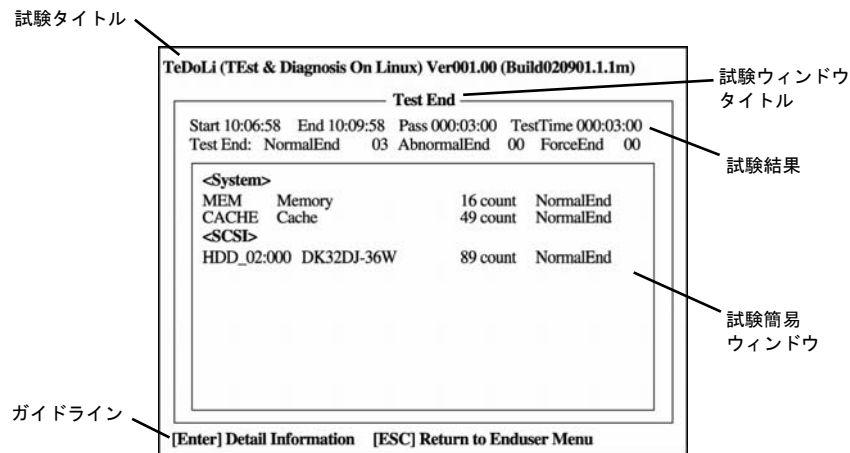 試験タイトル
TeDoLi (TEst & Diagnosis On Linux) Ver001.00 (Build020901.1.1m)
試験ウィンドウ
タイトル
Test End
Start 10:06:58 End 10:09:58 Pass 000:03:00 TestTime 000:03:00
Test End: NormalEnd 03 AbnormalEnd 00 ForceEnd 00
試験結果
<System>
MEM Memory 16 count NormalEnd
CACHE Cache 49 count NormalEnd
<SCSI>
HDD_02:000 DK32DJ-36W 89 count NormalEnd
試験簡易
ウィンドウ
ガイドライン
[Enter] Detail Information [ESC] Return to Enduser Menu